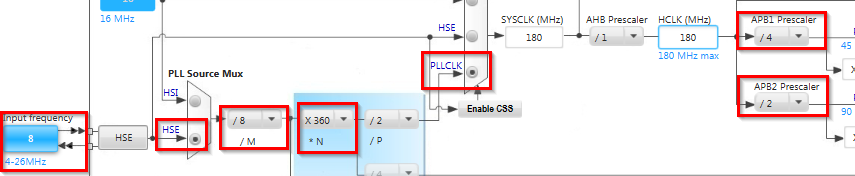 16 MHz
HSE
SYSCLK (MHz)
AHB Prescaler
HCLK (MHz)
APB1 Prescaler
180
/ 1
180
/ 4
180 MHz max
45
X
PLLCLK
PLL Source Mux
HSI
APB2 Prescaler
/ 2
90
X
Enable CSS
Input frequency
8
HSE
HSE
/ 8
X 360
/ 2
4-26MHz
/ M
* N
/ P
/ 4